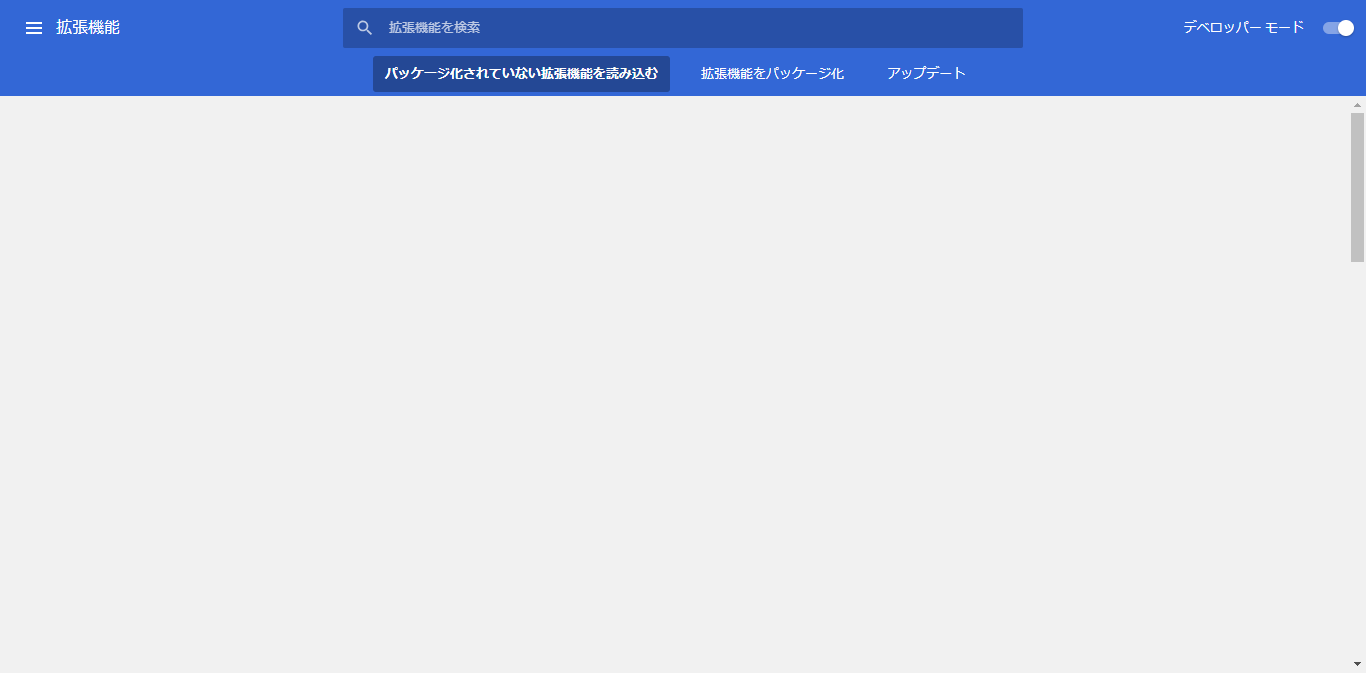 拡張機能
拡張機能を検索
デベロッパー モード
パッケージ化されていない拡張機能を読み込む
拡張機能をパッケージ化
アップデート